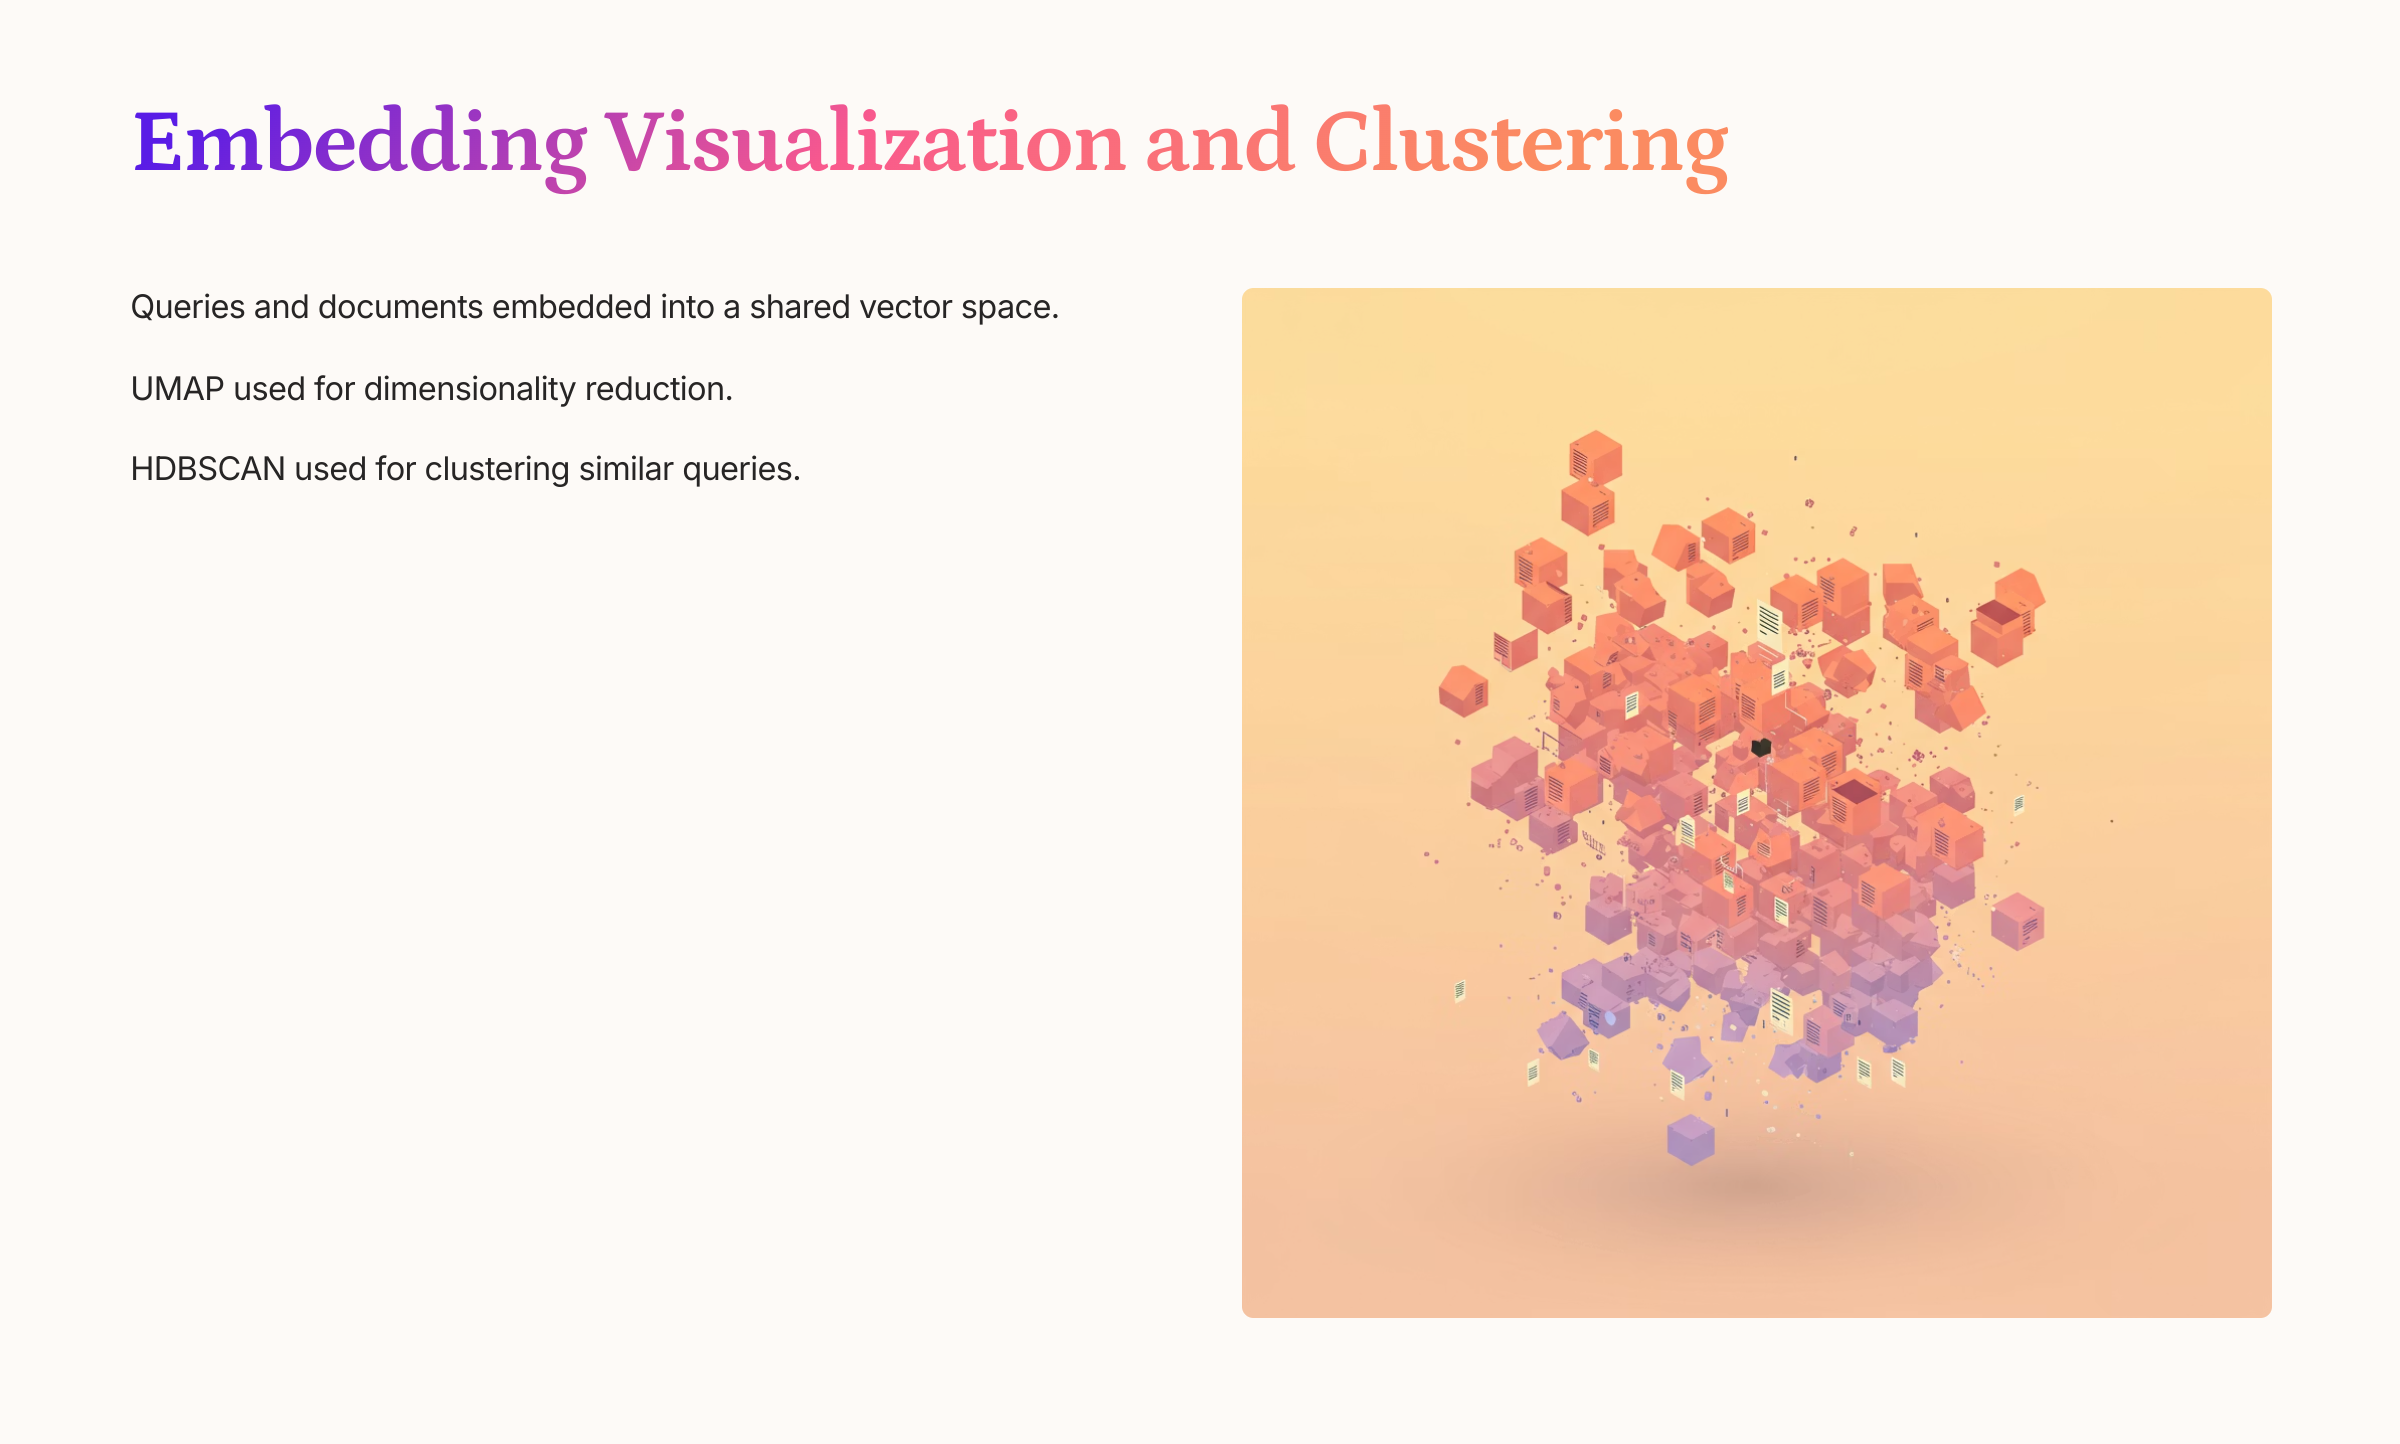 Embedding Visualization and Clustering
Queries and documents embedded into a shared vector space.
UMAP used for dimensionality reduction.
HDBSCAN used for clustering similar queries.